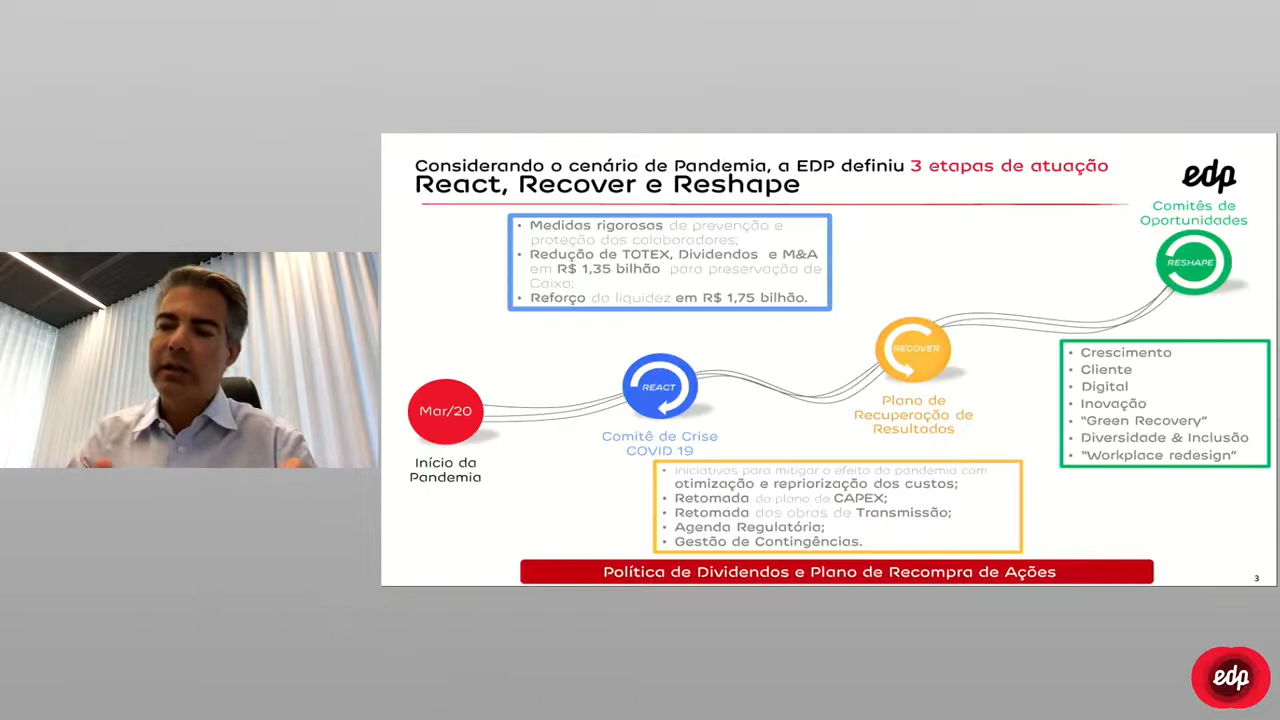 Considerando o cenário de Pandemia, a EDP definiu 3 etapas de atuação
React, Recover e Reshape
edp
Comitês de
Oportunidades
RESHAPE
• Medidas rigorosas de prevenção e
proteção dos colaboradores;
• Redução de TOTEX, Dividendos e M&A
em R$ 1,35 bilhão para preservação de
Caixa;
• Reforço da liquidez em R$ 1,75 bilhão.
RECOVER
Plano de
Recuperação de
Resultados
• Crescimento
• Cliente
• Digital
• Inovação
• “Green Recovery”
• Diversidade & Inclusão
• “Workplace redesign”
REACT
Comitê de Crise
COVID 19
Mar/20
Início da
Pandemia
• Iniciativas para mitigar o efeito da pandemia com
otimização e repriorização dos custos;
• Retomada do plano de CAPEX;
• Retomada das obras de Transmissão;
• Agenda Regulatória;
• Gestão de Contingências.
Política de Dividendos e Plano de Recompra de Ações
3
edp